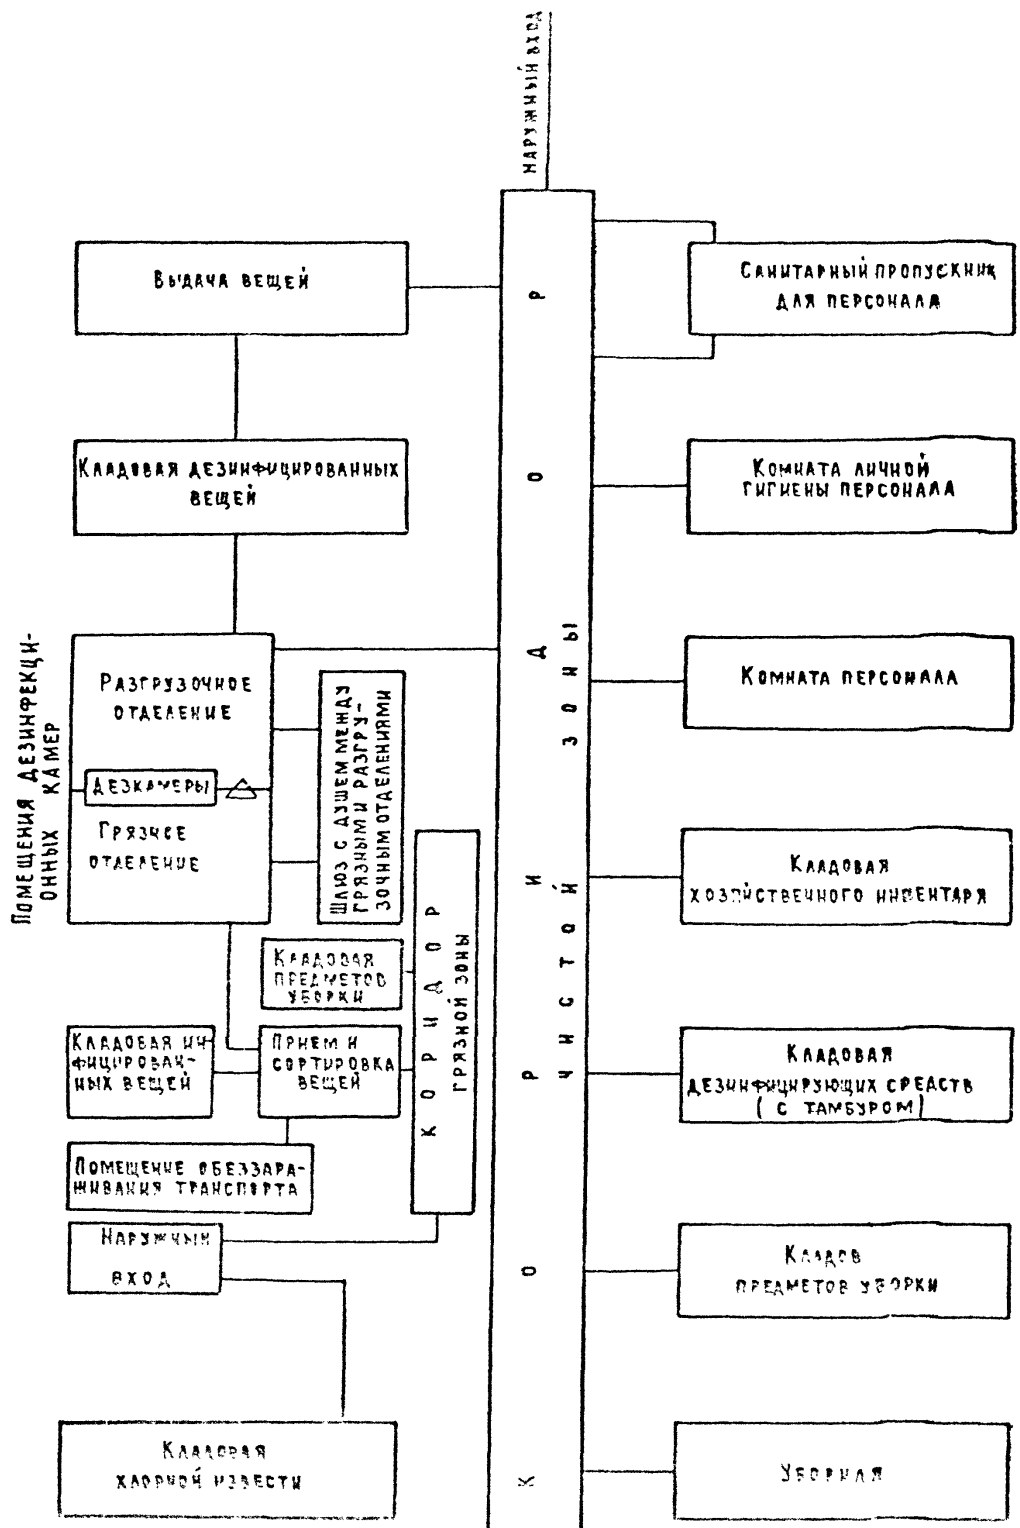 НАРУЖНЫЙ ВХОД
ВЫДАЧА ВЕЩЕЙ
САНИТАРНЫЙ ПРОПУСКНИК
ДЛЯ ПЕРСОНАЛА
КЛАДОВАЯ ДЕЗИНФИЦИРОВАННЫХ
ВЕЩЕЙ
КОМНАТА ЛИЧНОЙ
ГИГИЕНЫ ПЕРСОНАЛА
ПОМЕЩЕНИЯ ДЕЗИНФЕКЦИ-
ОННЫХ КАМЕР
РАЗГРУЗОЧНОЕ
ОТДЕЛЕНИЕ
ДЕЗКАМЕРЫ
ГРЯЗНОЕ
ОТДЕЛЕНИЕ
ШЛЮЗ С ДУШЕМ МЕЖДУ
ГРЯЗНЫМ И РАЗГРУ-
ЗОЧНЫМ ОТДЕЛЕНИЯМИ
КОРИДОР
ЧИСТОЙ ЗОНЫ
КОМНАТА ПЕРСОНАЛА
КЛАДОВАЯ
ХОЗЯЙСТВЕННОГО ИНВЕНТАРЯ
КОРИДОР
ГРЯЗНОЙ ЗОНЫ
КЛАДОВАЯ
ПРЕДМЕТОВ
УБОРКИ
КЛАДОВАЯ ИН-
ФИЦИРОВАН-
НЫХ ВЕЩЕЙ
ПРИЕМ И
СОРТИРОВКА
ВЕЩЕЙ
КЛАДОВАЯ
ДЕЗИНФИЦИРУЮЩИХ СРЕДСТВ
(С ТАМБУРОМ)
ПОМЕЩЕНИЕ ОБЕЗЗАРА-
ЖИВАНИЯ ТРАНСПОРТА
НАРУЖНЫЙ
ВХОД
КЛАДОВ
ПРЕДМЕТОВ УБОРКИ
КЛАДОВАЯ
ХЛОРНОЙ ИЗВЕСТИ
УБОРНАЯ